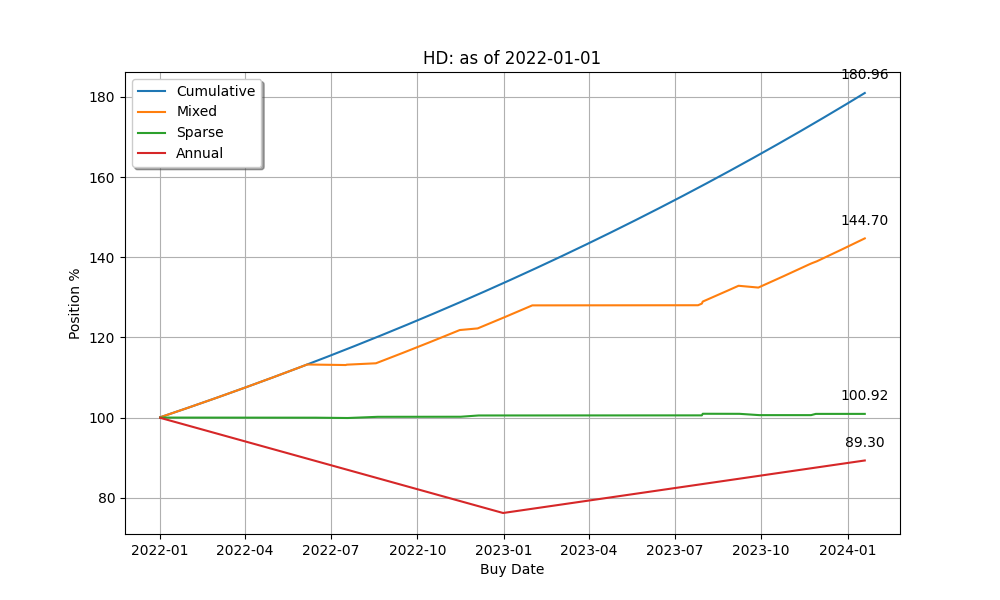 HD: as of 2022-01-01
Cumulative
Mixed
Sparse
Annual
180.96
144.70
100.92
89.30
180
160
140
120
100
80
Position %
2022-01
2022-04
2022-07
2022-10
2023-01
2023-04
2023-07
2023-10
2024-01
Buy Date